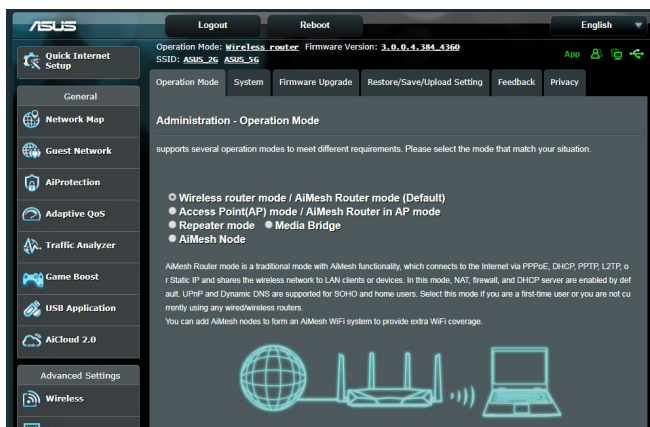 ASUS
Logout
Reboot
English
Quick Internet
Setup
Operation Mode: Wireless router Firmware Version: 3.0.0.4.384_4360
SSID: ASUS_2G ASUS_5G
App
Operation Mode
System
Firmware Upgrade
Restore/Save/Upload Setting
Feedback
Privacy
General
Network Map
Guest Network
AiProtection
Adaptive QoS
Traffic Analyzer
Game Boost
USB Application
AiCloud 2.0
Advanced Settings
Wireless
Administration - Operation Mode
supports several operation modes to meet different requirements. Please select the mode that match your situation.
Wireless router mode / AiMesh Router mode (Default)
Access Point(AP) mode / AiMesh Router in AP mode
Repeater mode Media Bridge
AiMesh Node
AiMesh Router mode is a traditional mode with AiMesh functionality, which connects to the Internet via PPPoE, DHCP, PPTP, L2TP, o
r Static IP and shares the wireless network to LAN clients or devices. In this mode, NAT, firewall, and DHCP server are enabled by def
ault. UPnP and Dynamic DNS are supported for SOHO and home users. Select this mode if you are a first-time user or you are not cu
rrently using any wired/wireless routers.
You can add AiMesh nodes to form an AiMesh WiFi system to provide extra WiFi coverage.